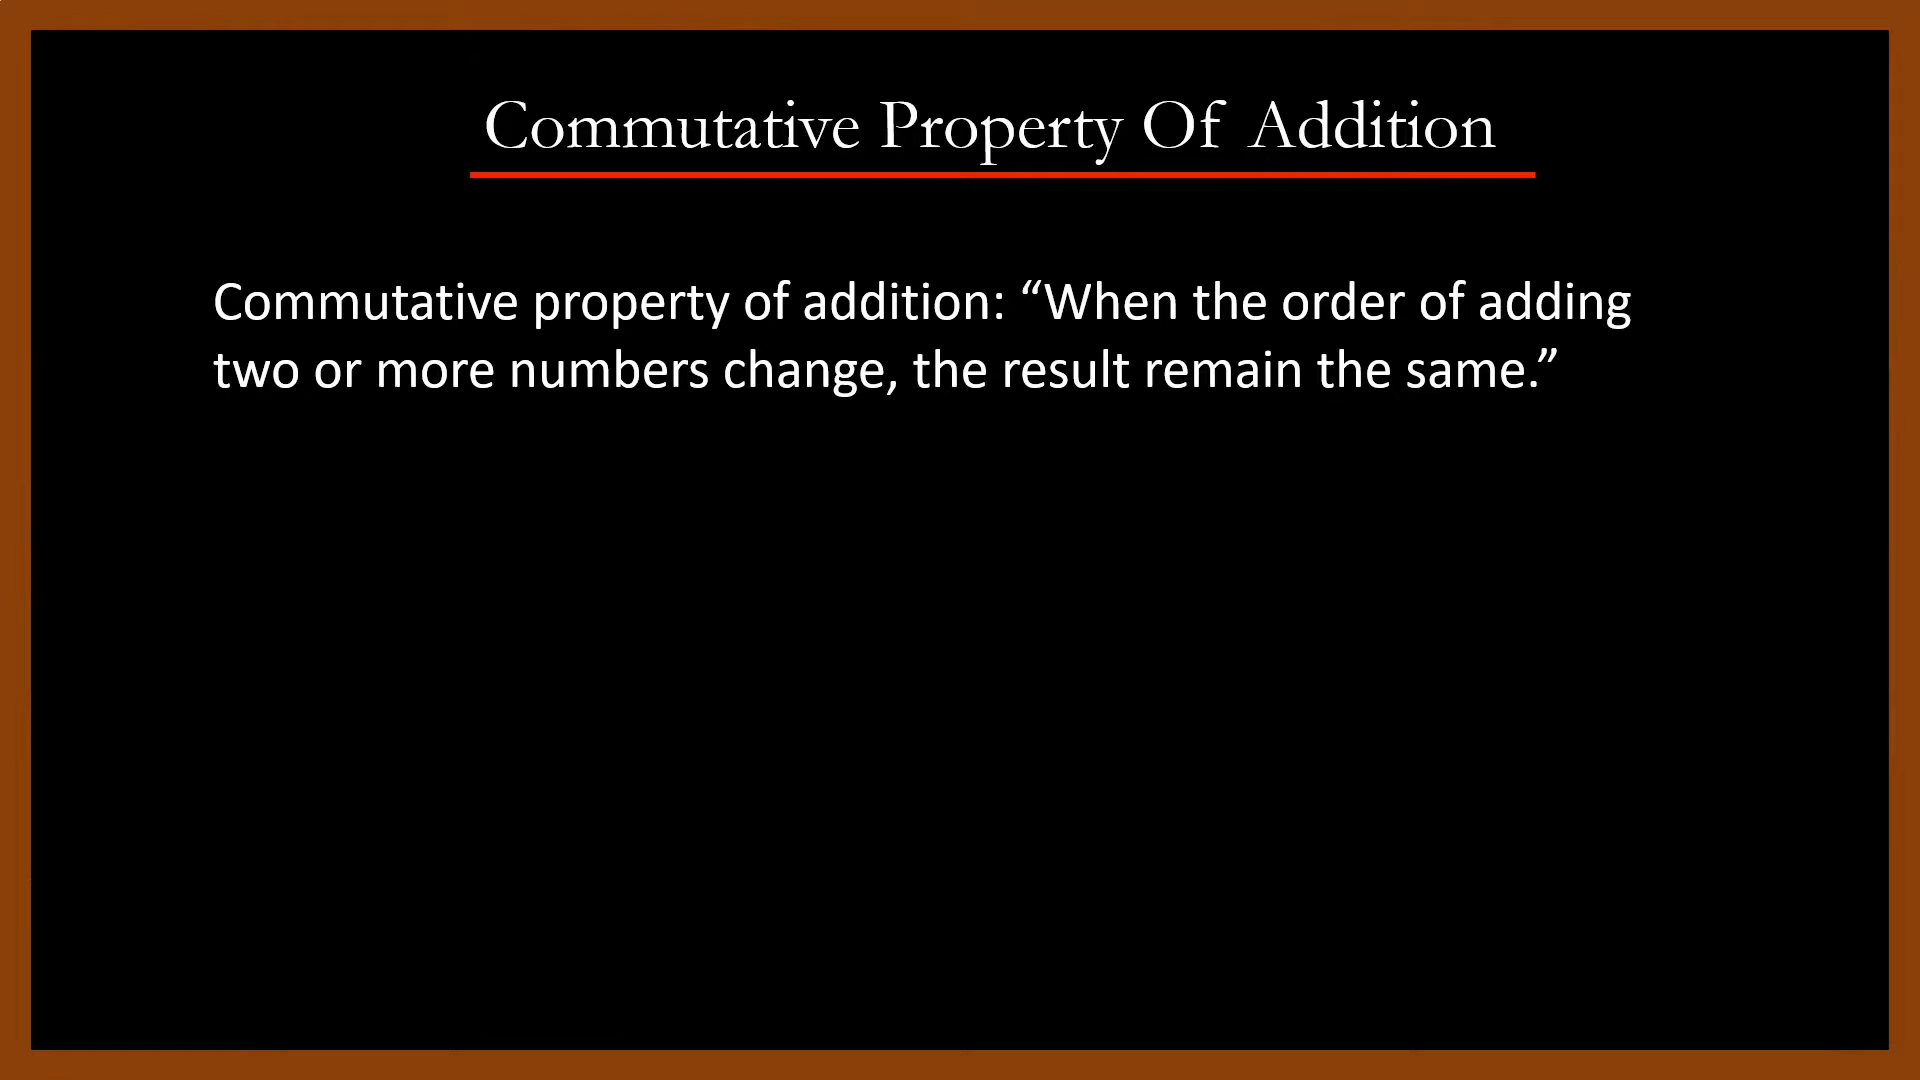 Commutative Property Of Addition
Commutative property of addition: “When the order of adding
two or more numbers change, the result remain the same.”